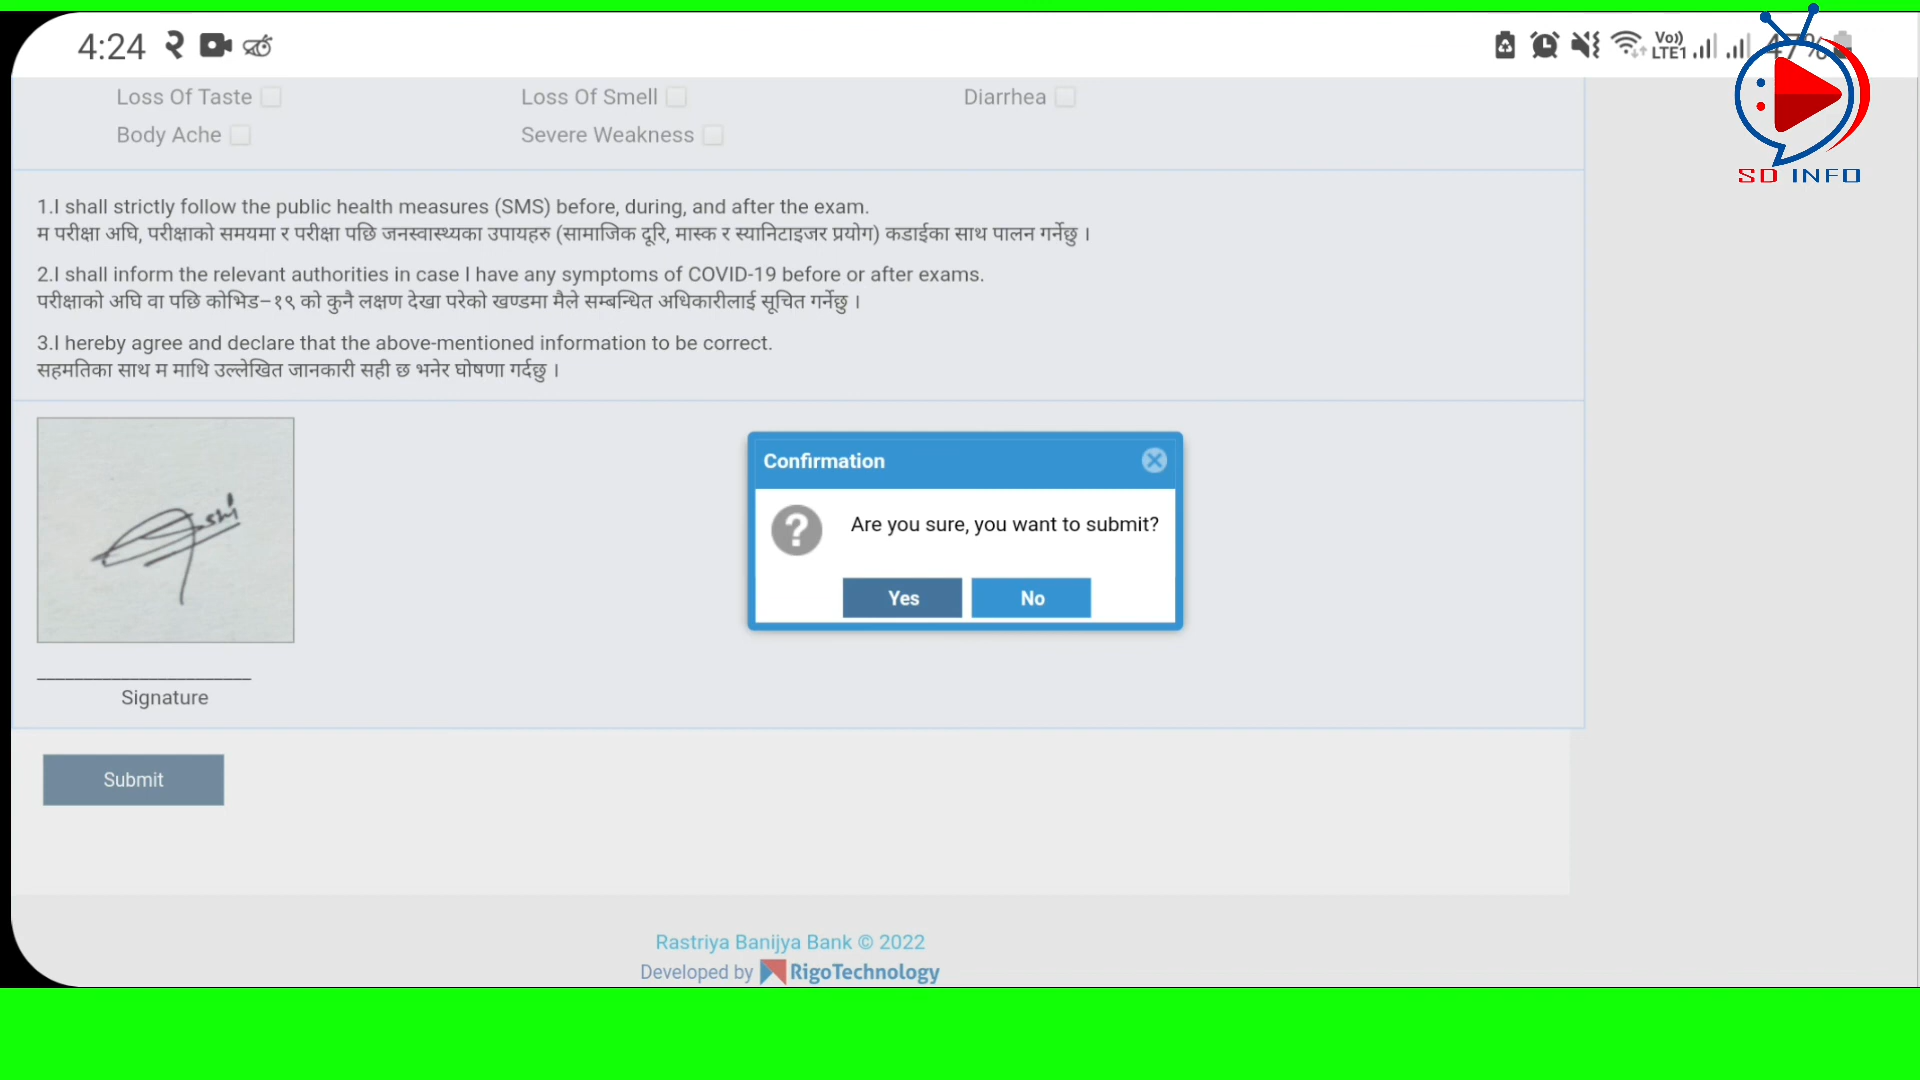 4:24 २ Vo)) LTE1 47%
SD INFO
Loss Of Taste Loss Of Smell Diarrhea
Body Ache Severe Weakness
1.I shall strictly follow the public health measures (SMS) before, during, and after the exam.
म परीक्षा अघि, परीक्षाको समयमा र परीक्षा पछि जनस्वास्थ्यका उपायहरु (सामाजिक दूरि, मास्क र स्यानिटाइजर प्रयोग) कडाईका साथ पालन गर्नेछु ।
2.I shall inform the relevant authorities in case I have any symptoms of COVID-19 before or after exams.
परीक्षाको अघि वा पछि कोभिड–१९ को कुनै लक्षण देखा परेको खण्डमा मैले सम्बन्धित अधिकारीलाई सूचित गर्नेछु ।
3.I hereby agree and declare that the above-mentioned information to be correct.
सहमतिका साथ म माथि उल्लेखित जानकारी सही छ भनेर घोषणा गर्दछु ।
Confirmation
Are you sure, you want to submit?
Yes No
Signature
Submit
Rastriya Banijya Bank © 2022
Developed by RigoTechnology